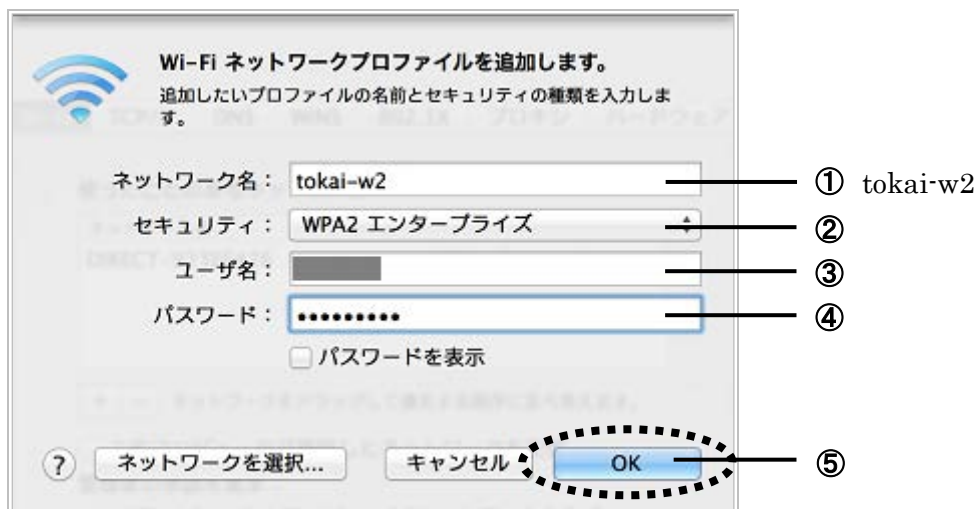 Wi-Fi ネットワークプロファイルを追加します。
追加したいプロファイルの名前とセキュリティの種類を入力しま
す。
ネットワーク名： tokai-w2 ① tokai-w2
セキュリティ： WPA2 エンタープライズ ②
ユーザ名： ③
パスワード： ••••••••• ④
パスワードを表示
? ネットワークを選択... キャンセル OK ⑤